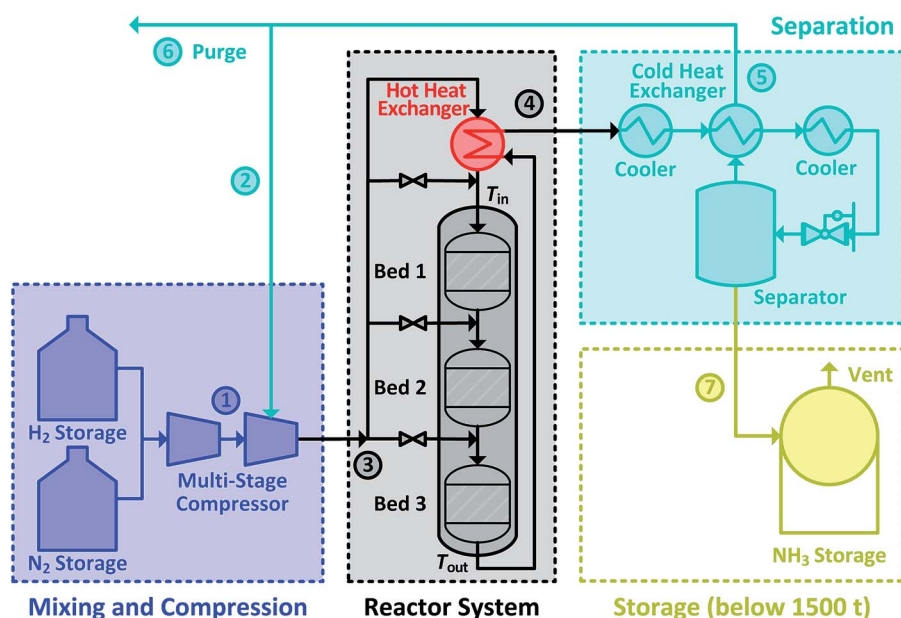 Separation
6 Purge
Hot Heat
Exchanger
4
Cold Heat
Exchanger
5
Cooler
Cooler
2
Tin
Bed 1
Separator
Bed 2
7
Vent
H2 Storage
1
Multi-Stage
Compressor
3
Bed 3
N2 Storage
Tout
NH3 Storage
Mixing and Compression
Reactor System
Storage (below 1500 t)